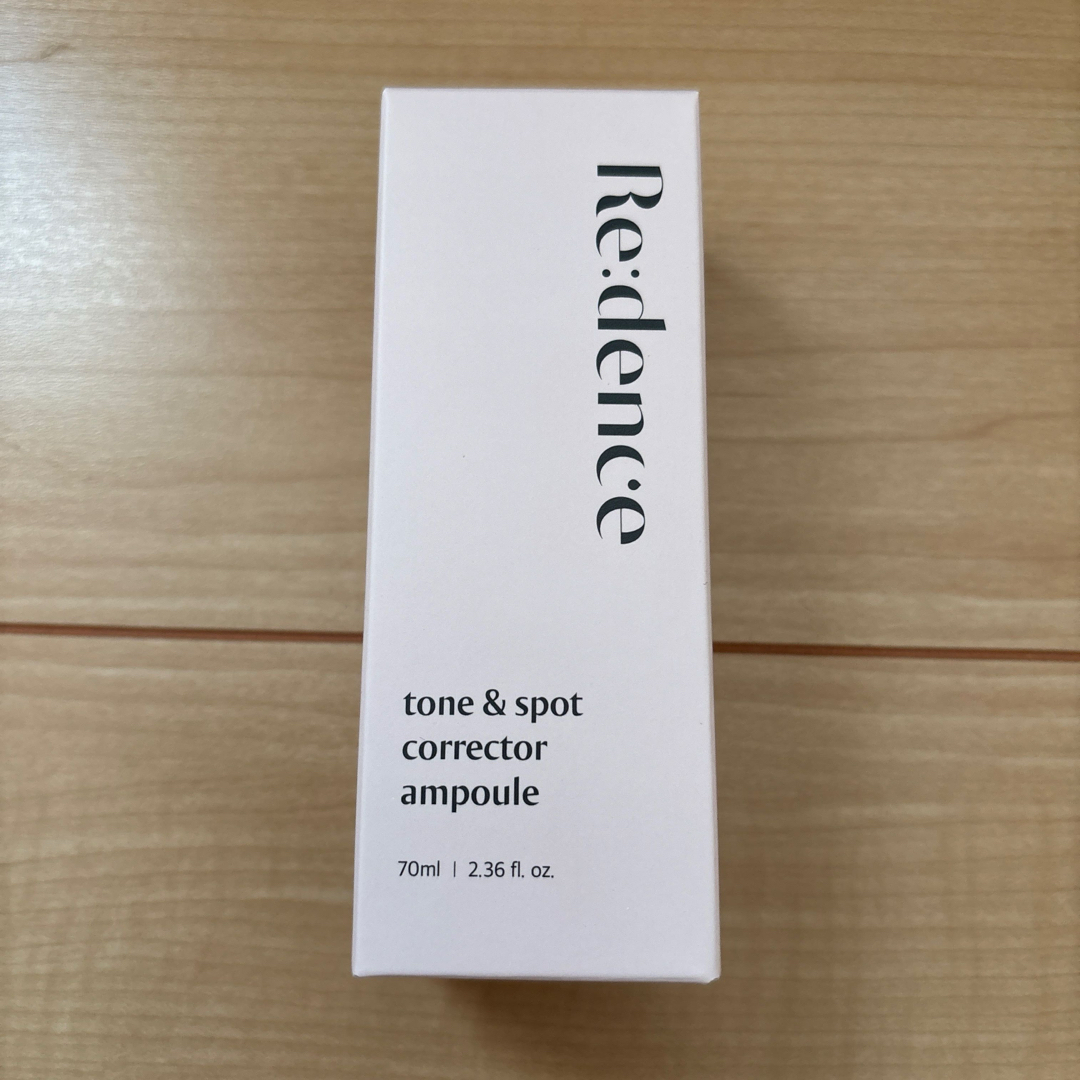 Re:dence
tone & spot
corrector
ampoule
70ml | 2.36 fl. oz.